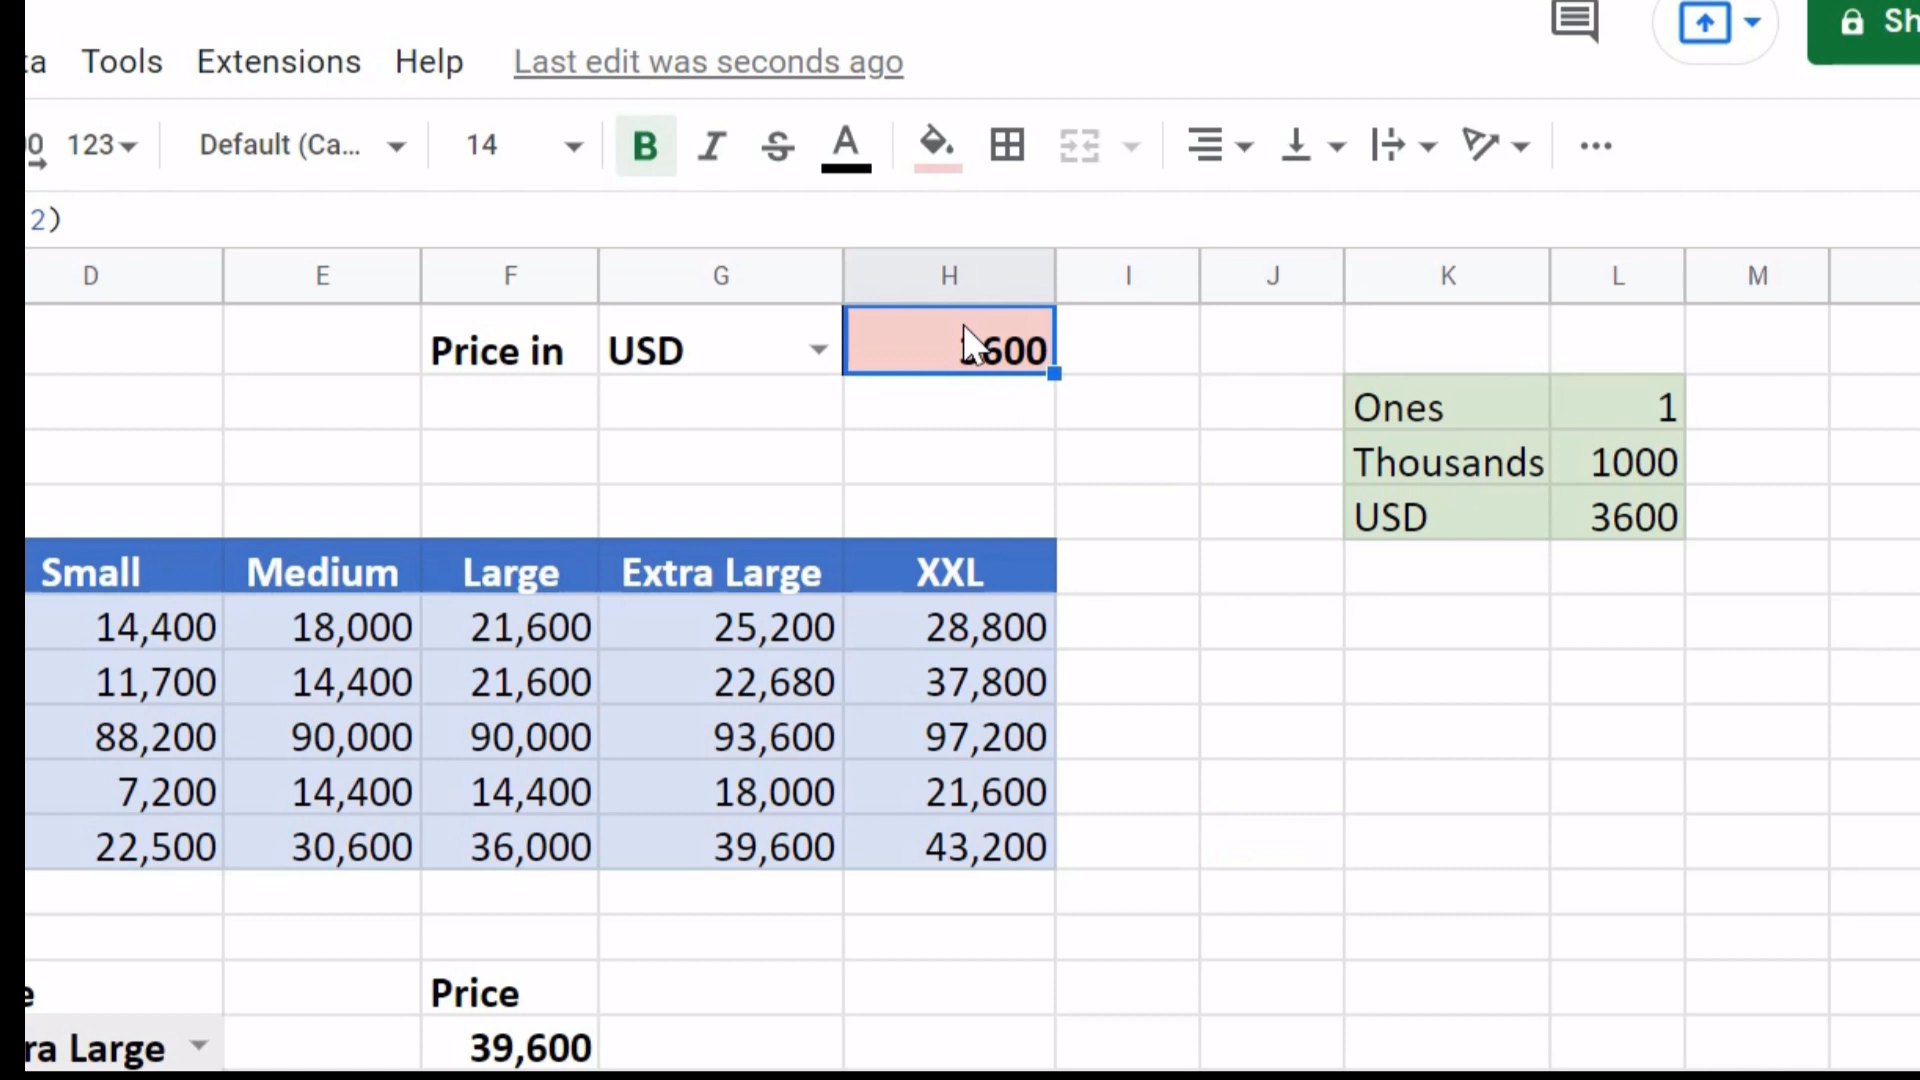 Sh
ta Tools Extensions Help Last edit was seconds ago
00 123 Default (Ca... 14 B I S A
2)
D E F G H I J K L M
Price in USD 600
Ones 1
Thousands 1000
USD 3600
Small Medium Large Extra Large XXL
14,400 18,000 21,600 25,200 28,800
11,700 14,400 21,600 22,680 37,800
88,200 90,000 90,000 93,600 97,200
7,200 14,400 14,400 18,000 21,600
22,500 30,600 36,000 39,600 43,200
e Price
ra Large 39,600